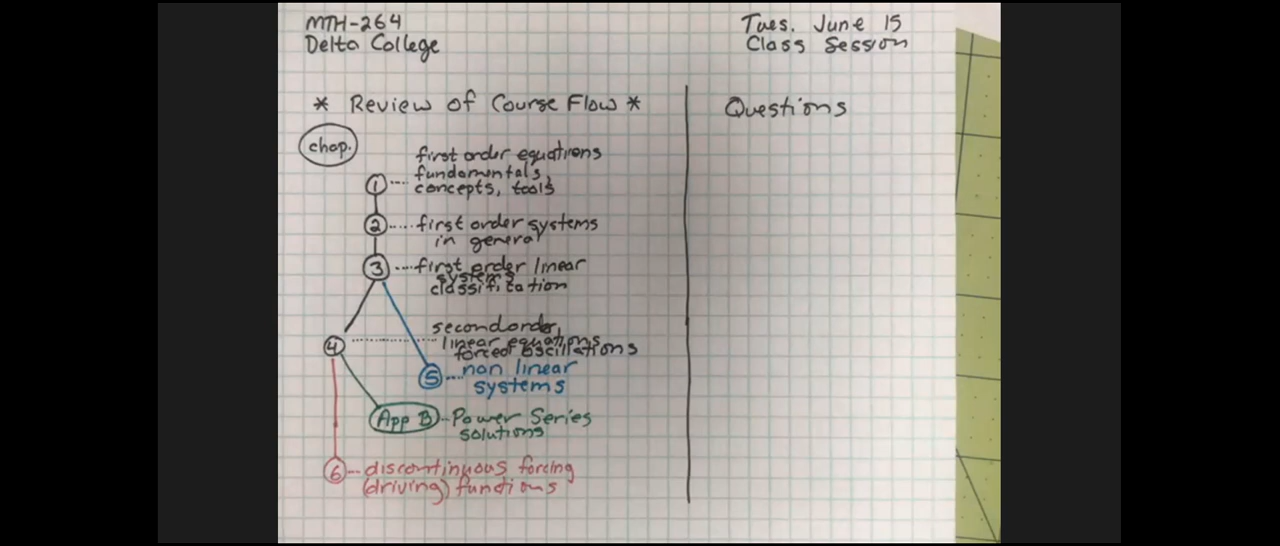 MTH-264
Delta College
Tues. June 15
Class Session
* Review of Course Flow *
Questions
chap.
first order equations
1 .... fundamentals,
concepts, tools
2 .... first order systems
in general
3 .... first order linear
systems
classification
second order,
4 .... linear equations
forced oscillations
5 .... non linear
systems
App B .. Power Series
solutions
6 ... discontinuous forcing
(driving) functions